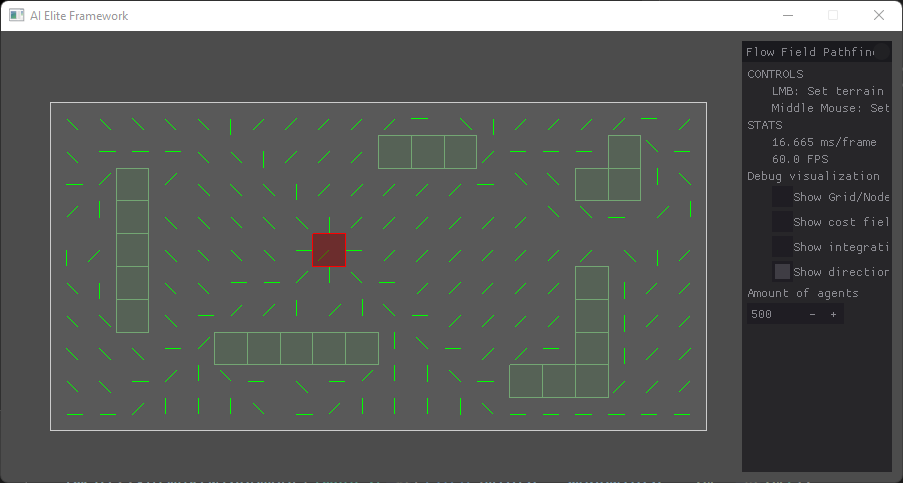 AI Elite Framework
Flow Field Pathfin
CONTROLS
LMB: Set terrain
Middle Mouse: Set
STATS
16.665 ms/frame
60.0 FPS
Debug visualization
Show Grid/Node
Show cost fiel
Show integrati
Show direction
Amount of agents
500 - +